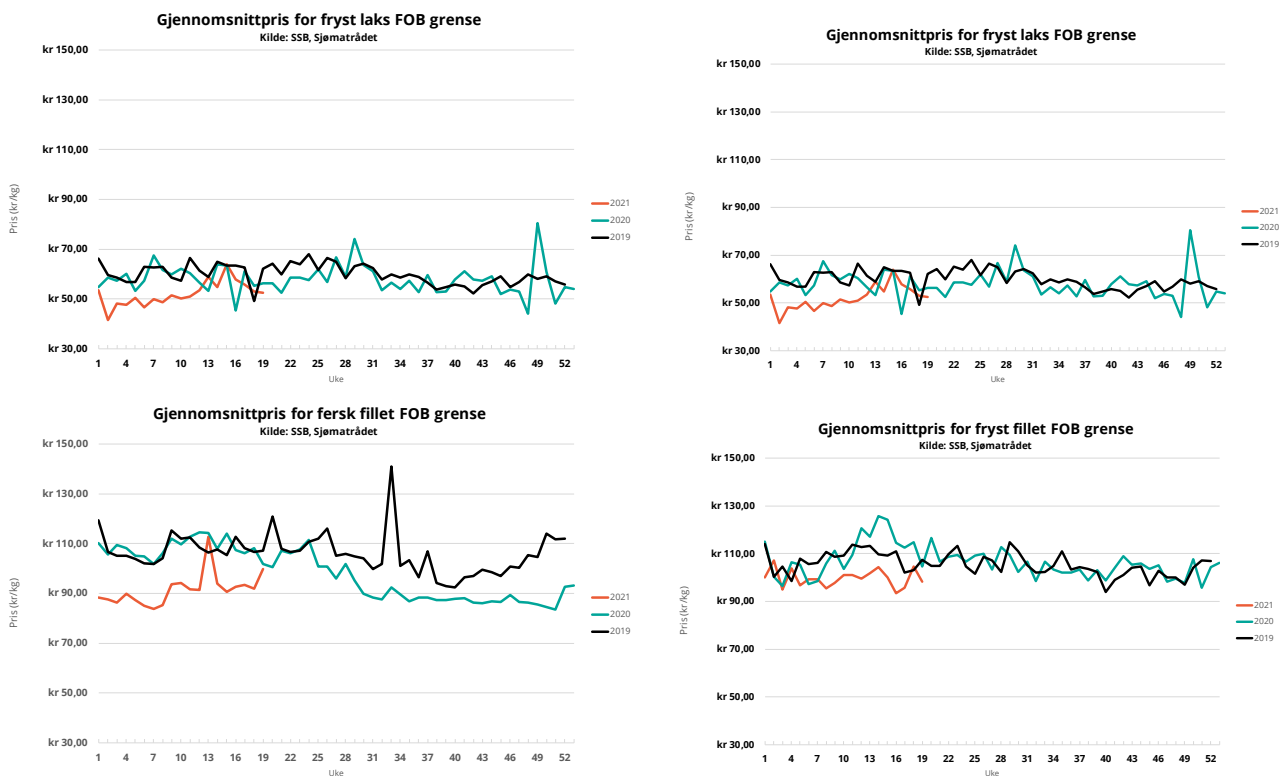 Gjennomsnittpris for fryst laks FOB grense
Kilde: SSB, Sjømatrådet
kr 150,00
kr 130,00
kr 110,00
kr 90,00
kr 70,00
kr 50,00
kr 30,00
Pris (kr/kg)
1 4 7 10 13 16 19 22 25 28 31 34 37 40 43 46 49 52
Uke
2021
2020
2019
Gjennomsnittpris for fryst laks FOB grense
Kilde: SSB, Sjømatrådet
kr 150,00
kr 130,00
kr 110,00
kr 90,00
kr 70,00
kr 50,00
kr 30,00
Pris (kr/kg)
1 4 7 10 13 16 19 22 25 28 31 34 37 40 43 46 49 52
Uke
2021
2020
2019
Gjennomsnittpris for fersk fillet FOB grense
Kilde: SSB, Sjømatrådet
kr 150,00
kr 130,00
kr 110,00
kr 90,00
kr 70,00
kr 50,00
kr 30,00
Pris (kr/kg)
1 4 7 10 13 16 19 22 25 28 31 34 37 40 43 46 49 52
Uke
2021
2020
2019
Gjennomsnittpris for fryst fillet FOB grense
Kilde: SSB, Sjømatrådet
kr 150,00
kr 130,00
kr 110,00
kr 90,00
kr 70,00
kr 50,00
kr 30,00
Pris (kr/kg)
1 4 7 10 13 16 19 22 25 28 31 34 37 40 43 46 49 52
Uke
2021
2020
2019